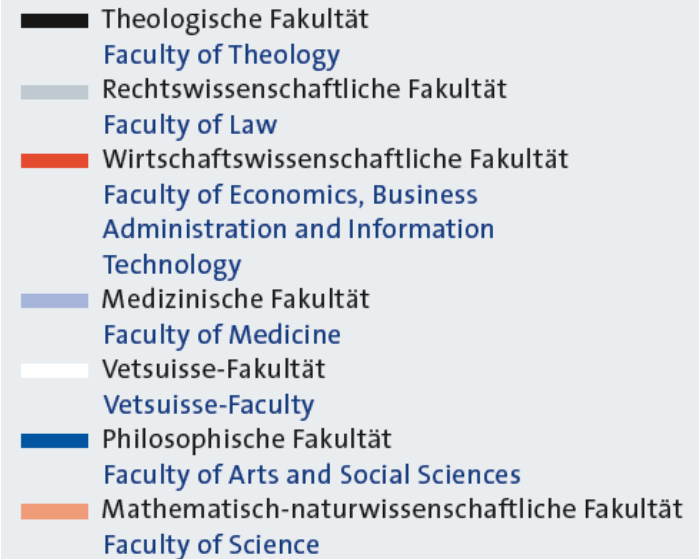 Theologische Fakultät
Faculty of Theology
Rechtswissenschaftliche Fakultät
Faculty of Law
Wirtschaftswissenschaftliche Fakultät
Faculty of Economics, Business
Administration and Information
Technology
Medizinische Fakultät
Faculty of Medicine
Vetsuisse-Fakultät
Vetsuisse-Faculty
Philosophische Fakultät
Faculty of Arts and Social Sciences
Mathematisch-naturwissenschaftliche Fakultät
Faculty of Science